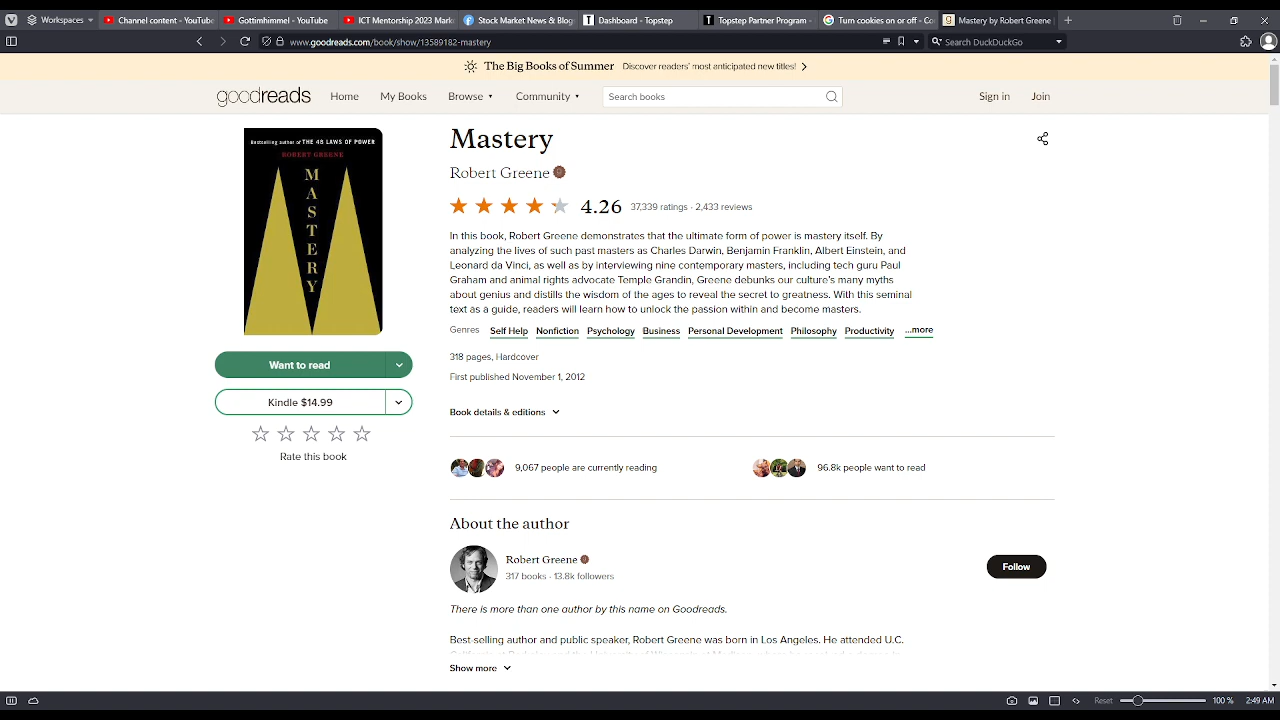 Workspaces
Channel content - YouTube
Gottimhimmel - YouTube
ICT Mentorship 2023 Mark
Stock Market News & Blog
Dashboard - Topstep
Topstep Partner Program -
Turn cookies on or off - Co
Mastery by Robert Greene |
www.goodreads.com/book/show/13589182-mastery
Search DuckDuckGo
The Big Books of Summer Discover readers' most anticipated new titles!
goodreads Home My Books Browse Community Search books Sign in Join
Bestselling author of THE 48 LAWS OF POWER
ROBERT GREENE
MASTERY
Want to read
Kindle $14.99
Rate this book
Mastery
Robert Greene
4.26 37,339 ratings · 2,433 reviews
In this book, Robert Greene demonstrates that the ultimate form of power is mastery itself. By
analyzing the lives of such past masters as Charles Darwin, Benjamin Franklin, Albert Einstein, and
Leonard da Vinci, as well as by interviewing nine contemporary masters, including tech guru Paul
Graham and animal rights advocate Temple Grandin, Greene debunks our culture's many myths
about genius and distills the wisdom of the ages to reveal the secret to greatness. With this seminal
text as a guide, readers will learn how to unlock the passion within and become masters.
Genres Self Help Nonfiction Psychology Business Personal Development Philosophy Productivity ...more
318 pages, Hardcover
First published November 1, 2012
Book details & editions
9,067 people are currently reading
96.8k people want to read
About the author
Robert Greene
317 books · 13.8k followers
Follow
There is more than one author by this name on Goodreads.
Best-selling author and public speaker, Robert Greene was born in Los Angeles. He attended U.C.
Show more
Reset 100 % 2:49 AM